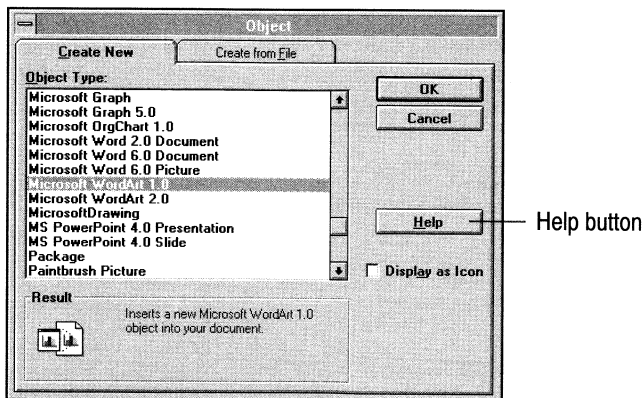 Object
Create New
Create from File
Object Type:
Microsoft Graph
Microsoft Graph 5.0
Microsoft OrgChart 1.0
Microsoft Word 2.0 Document
Microsoft Word 6.0 Document
Microsoft Word 6.0 Picture
Microsoft WordArt 1.0
Microsoft WordArt 2.0
MicrosoftDrawing
MS PowerPoint 4.0 Presentation
MS PowerPoint 4.0 Slide
Package
Paintbrush Picture
OK
Cancel
Help
Help button
Display as Icon
Result
Inserts a new Microsoft WordArt 1.0
object into your document.